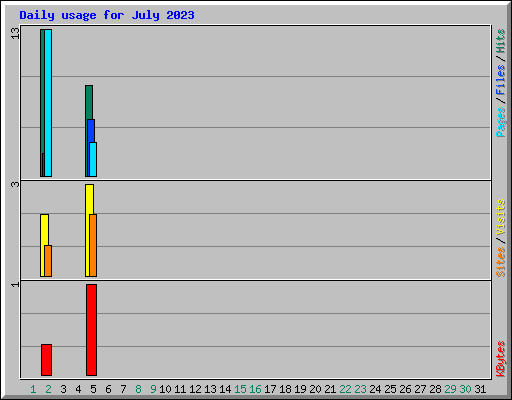 Daily usage for July 2023
13
Pages / Files / Hits
3
Sites / Visits
1
KBytes
1 2 3 4 5 6 7 8 9 10 11 12 13 14 15 16 17 18 19 20 21 22 23 24 25 26 27 28 29 30 31